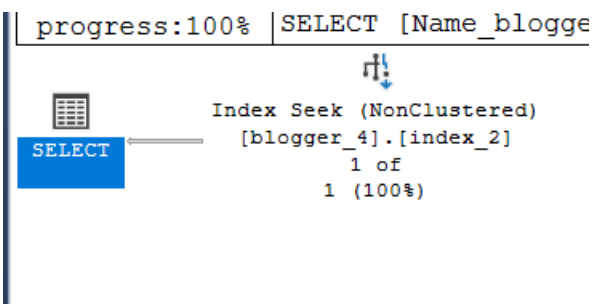 progress:100% SELECT [Name_blogge
Index Seek (NonClustered)
[blogger_4].[index_2]
1 of
1 (100%)
SELECT